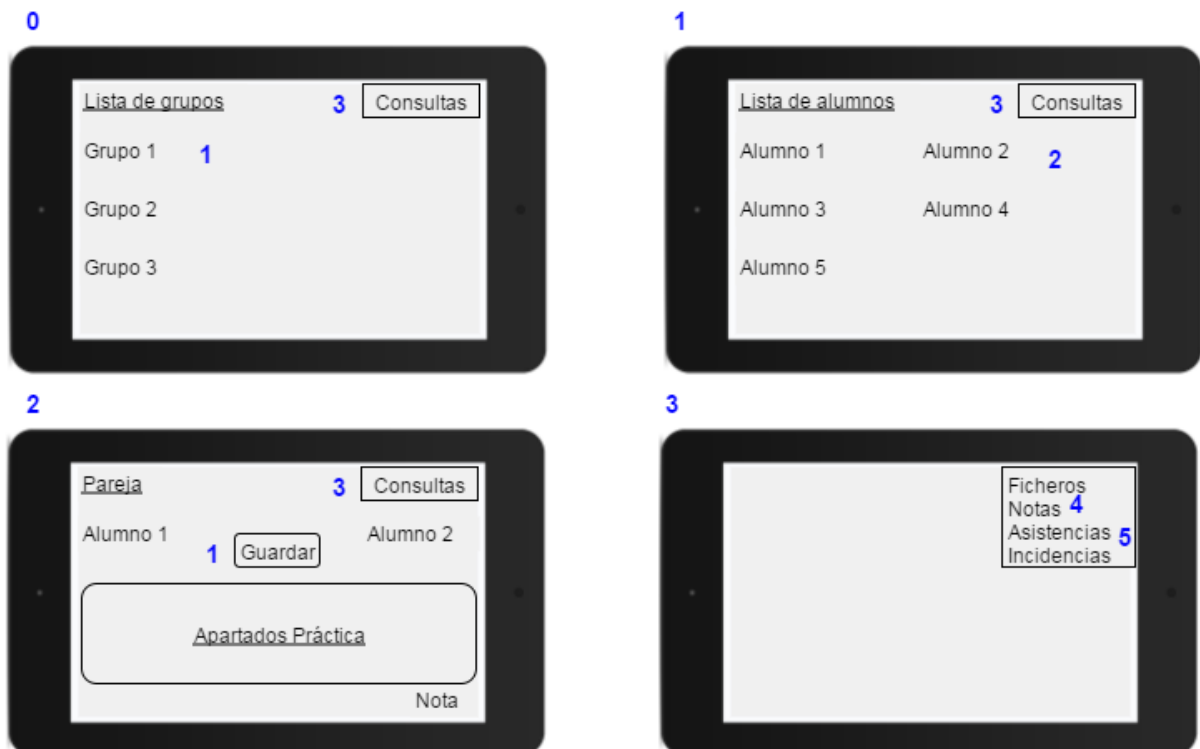 0
Lista de grupos 3 Consultas
Grupo 1 1
Grupo 2
Grupo 3
1
Lista de alumnos 3 Consultas
Alumno 1 Alumno 2 2
Alumno 3 Alumno 4
Alumno 5
2
Pareja 3 Consultas
Alumno 1 1 Guardar Alumno 2
Apartados Práctica
Nota
3
Ficheros
Notas 4
Asistencias 5
Incidencias